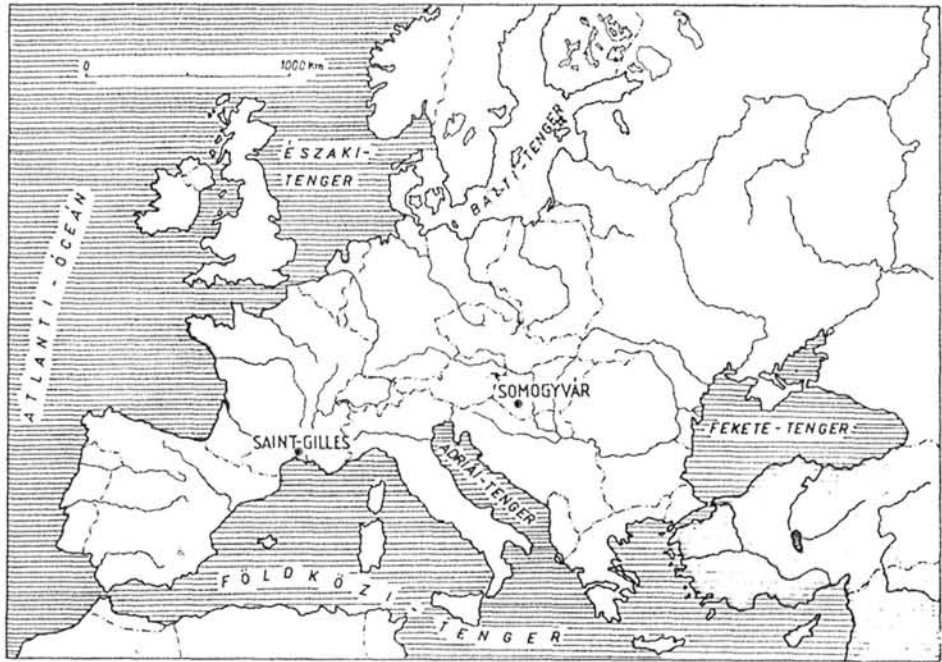 0 1000 Km
ÉSZAKI-
TENGER
BALTI-TENGER
ATLANTI-ÓCEÁN
SOMOGYVÁR
SAINT-GILLES
FEKETE-TENGER
ADRIAI-TENGER
FÖLDKÖZI-
TENGER